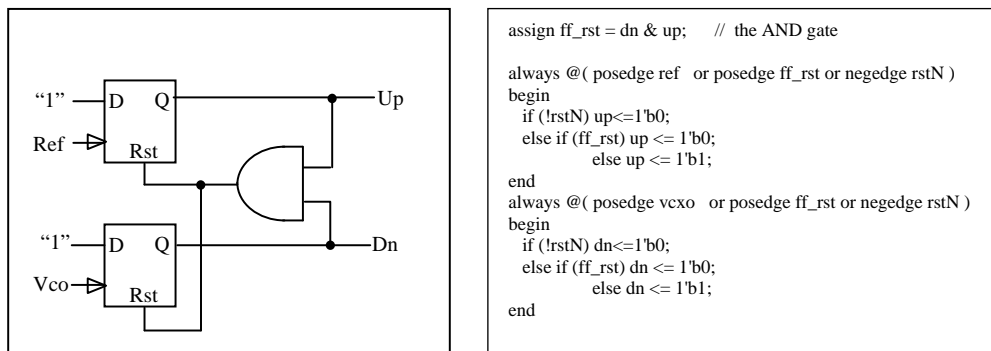 “1”
D Q
Up
Ref
Rst
“1”
D Q
Dn
Vco
Rst
assign ff_rst = dn & up; // the AND gate
always @( posedge ref or posedge ff_rst or negedge rstN )
begin
if (!rstN) up<=1'b0;
else if (ff_rst) up <= 1'b0;
else up <= 1'b1;
end
always @( posedge vcxo or posedge ff_rst or negedge rstN )
begin
if (!rstN) dn<=1'b0;
else if (ff_rst) dn <= 1'b0;
else dn <= 1'b1;
end